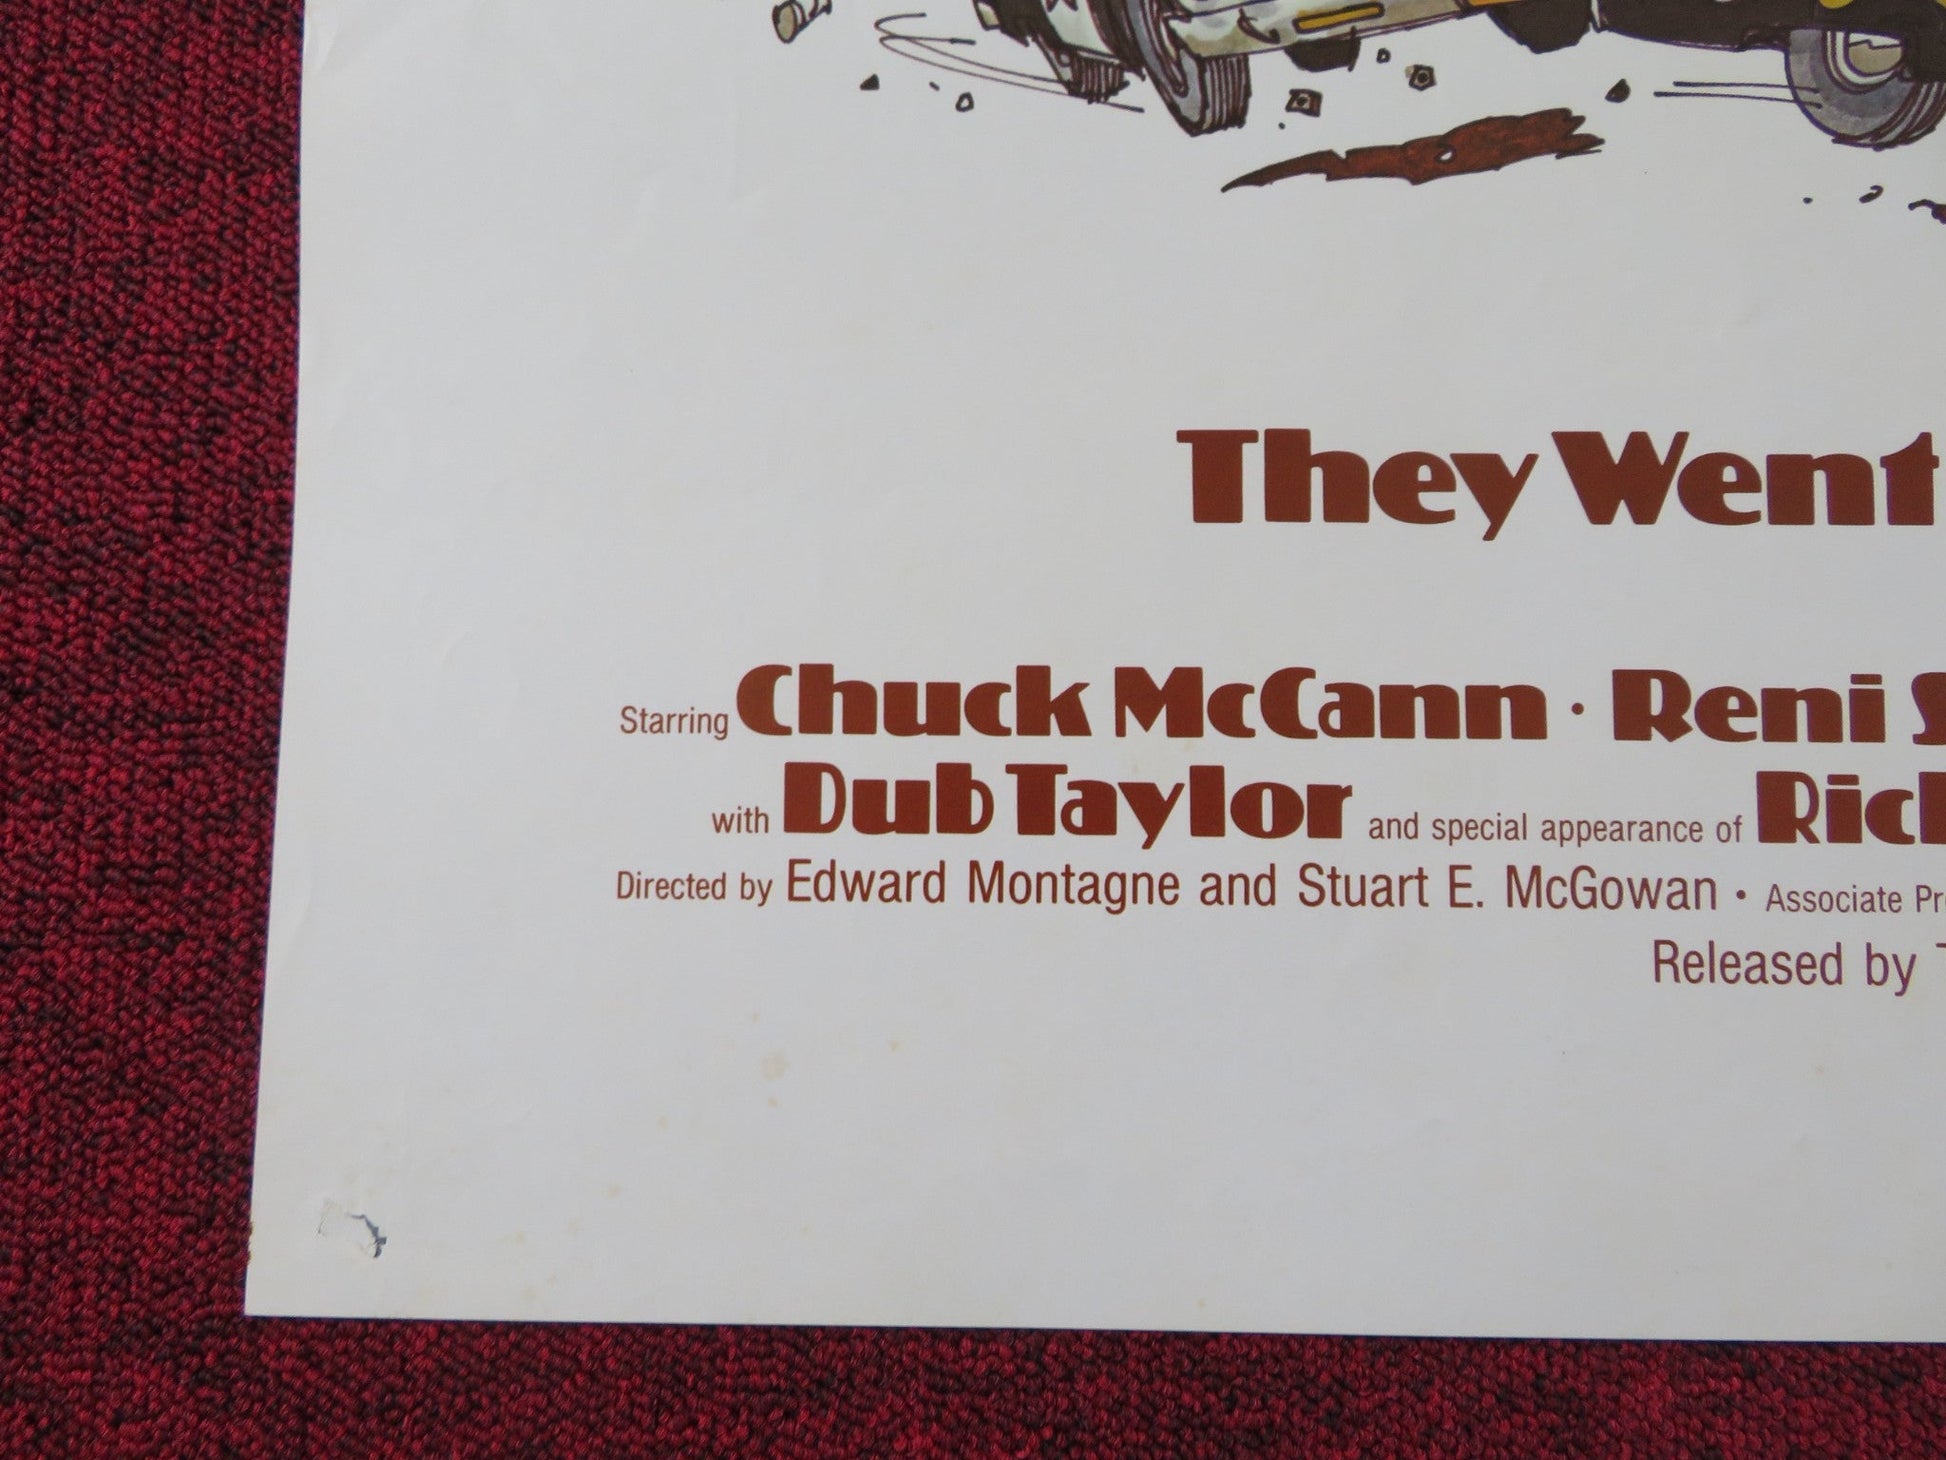 They Went
Starring Chuck McCann · Reni
with Dub Taylor and special appearance of
Directed by Edward Montagne and Stuart E. McGowan • Associate
Released by